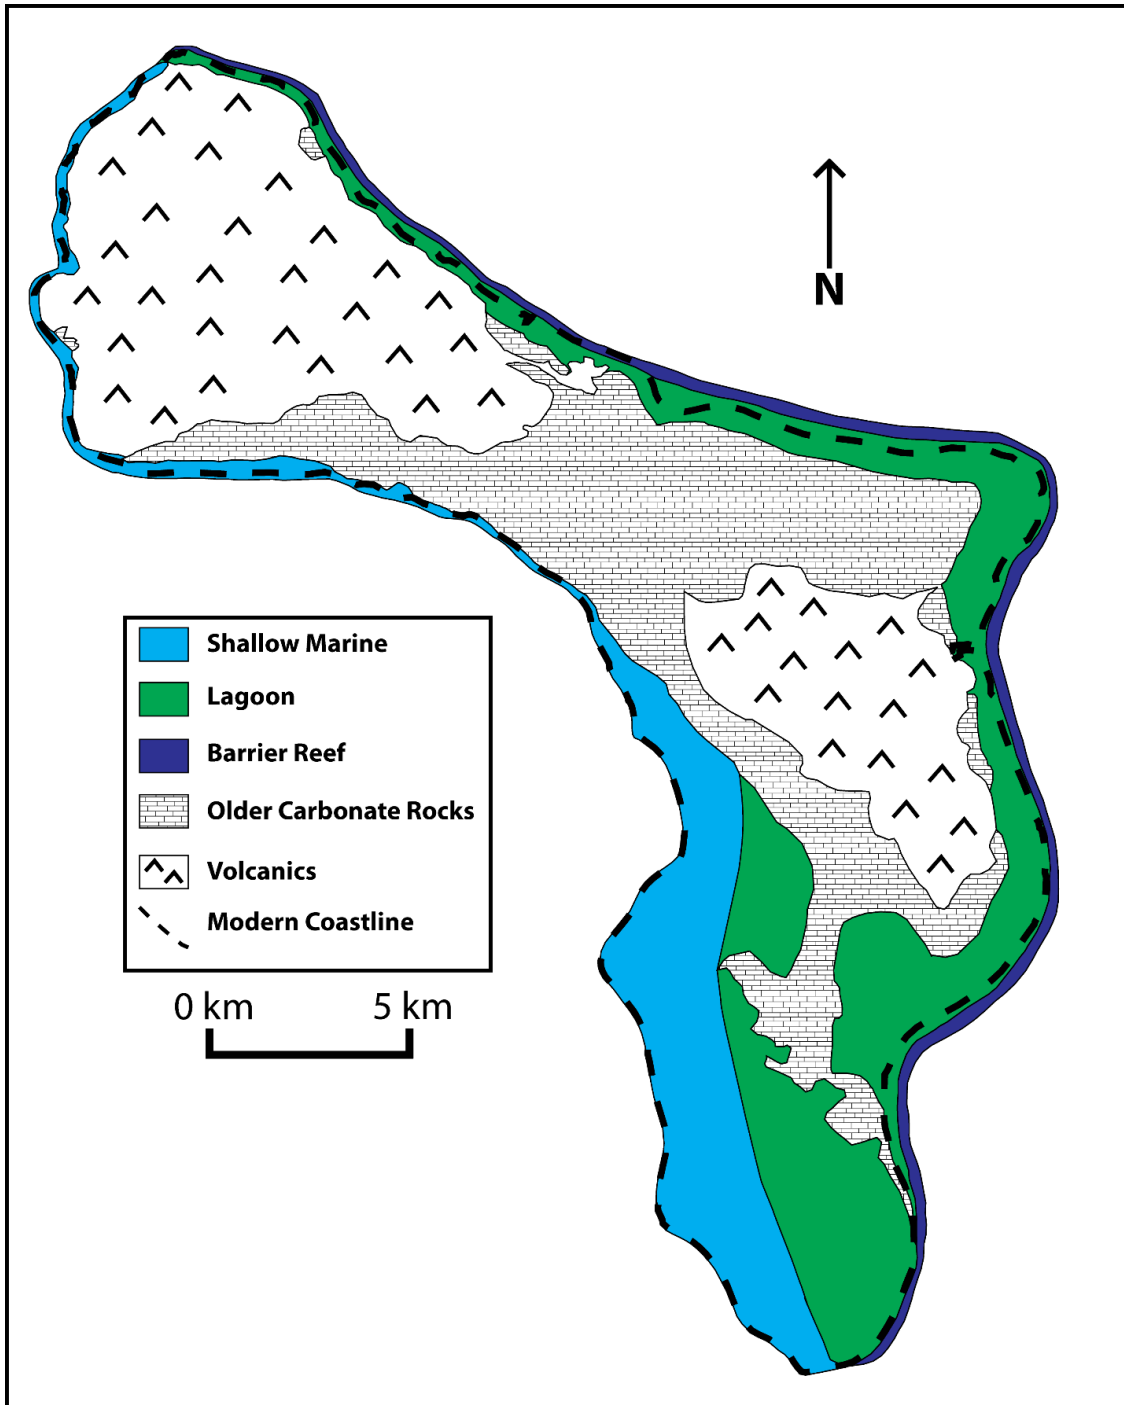 N
Shallow Marine
Lagoon
Barrier Reef
Older Carbonate Rocks
Volcanics
Modern Coastline
0 km 5 km